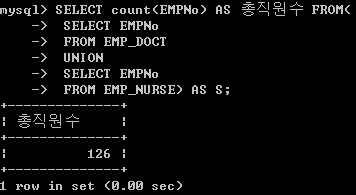 mysql> SELECT count(EMPNo) AS 총직원수 FROM(
-> SELECT EMPNo
-> FROM EMP_DOCT
-> UNION
-> SELECT EMPNo
-> FROM EMP_NURSE) AS S;
+--------------+
¦ 총직원수 ¦
+--------------+
¦ 126 ¦
+--------------+
1 row in set (0.00 sec)